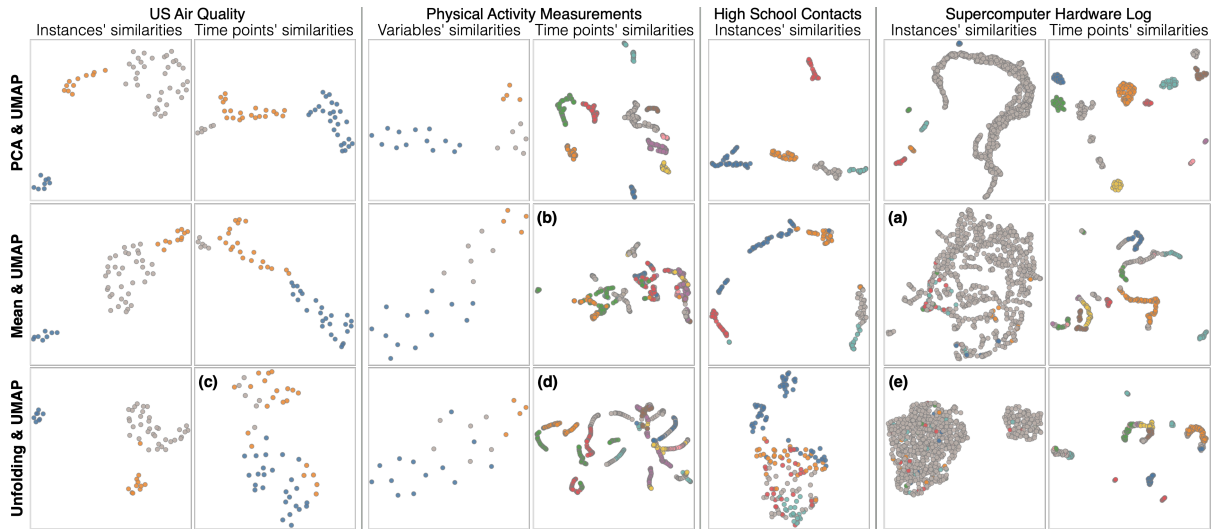 US Air Quality
Physical Activity Measurements
High School Contacts
Supercomputer Hardware Log
Instances' similarities
Time points' similarities
Variables' similarities
Time points' similarities
Instances' similarities
Instances' similarities
Time points' similarities
PCA & UMAP
Mean & UMAP
(b)
(a)
Unfolding & UMAP
(c)
(d)
(e)